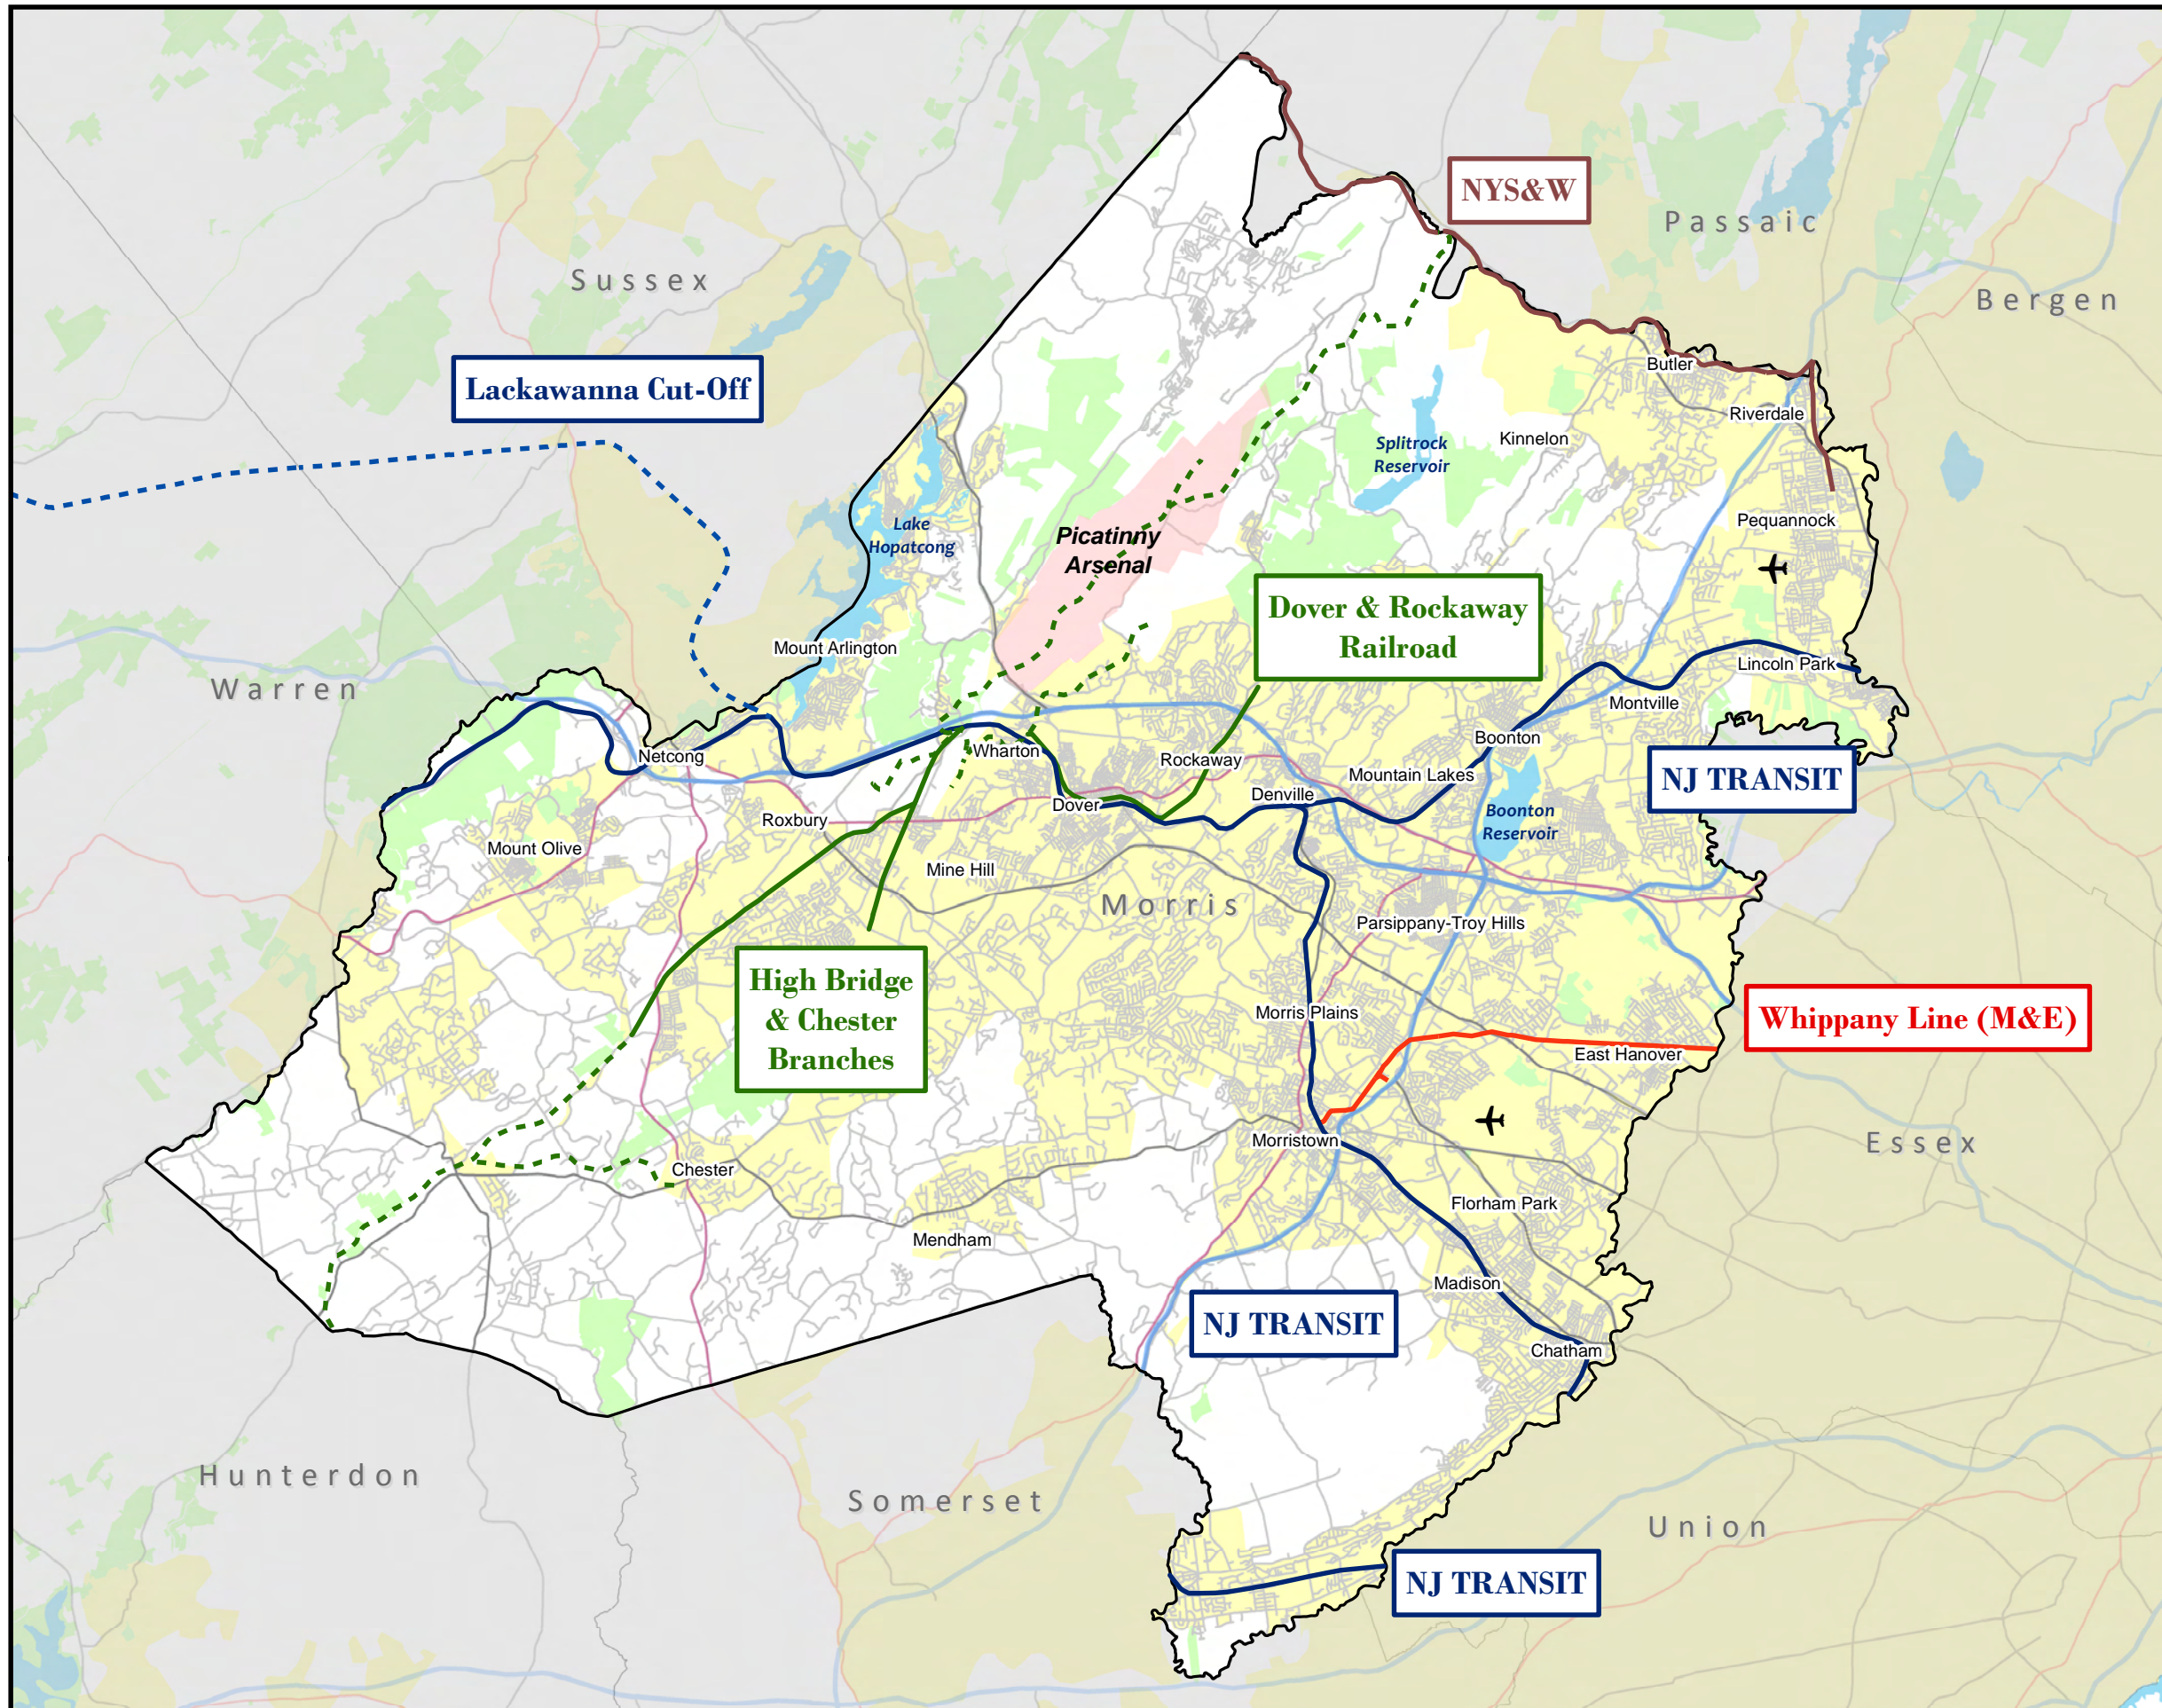 NYS&W
Passaic
Sussex
Bergen
Butler
Lackawanna Cut-Off
Riverdale
Kinnelon
Splitrock
Reservoir
Lake
Hopatcong
Pequannock
Picatinny
Arsenal
Dover & Rockaway
Railroad
Mount Arlington
Lincoln Park
Warren
Montville
Boonton
Netcong
Wharton
Rockaway
Mountain Lakes
NJ TRANSIT
Denville
Dover
Roxbury
Boonton
Reservoir
Mount Olive
Mine Hill
Morris
Parsippany-Troy Hills
High Bridge
& Chester
Branches
Morris Plains
Whippany Line (M&E)
East Hanover
Morristown
Essex
Chester
Florham Park
Mendham
Madison
NJ TRANSIT
Chatham
Hunterdon
Somerset
Union
NJ TRANSIT